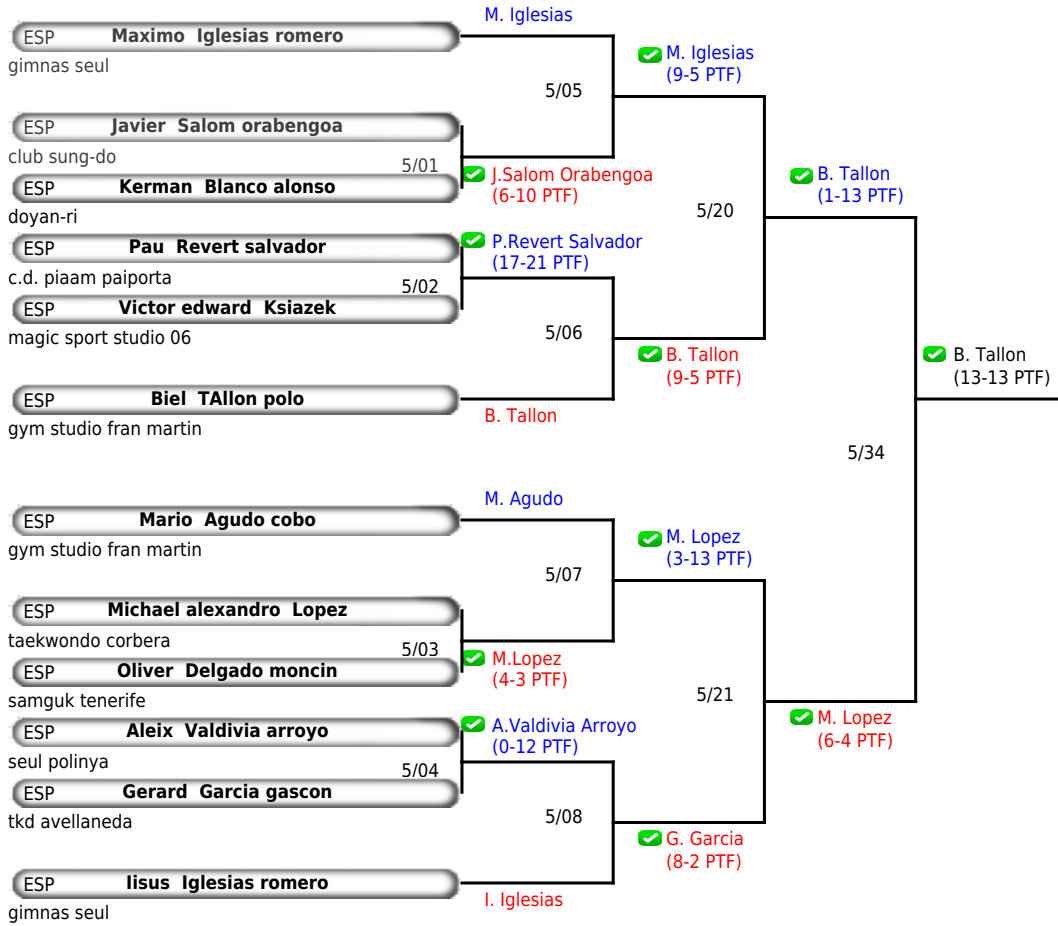 M. Iglesias
ESP Maximo Iglesias romero
gimnas seul
M. Iglesias
(9-5 PTF)
5/05
ESP Javier Salom orabengoa
club sung-do
5/01
J.Salom Orabengoa
(6-10 PTF)
ESP Kerman Blanco alonso
doyan-ri
B. Tallon
(1-13 PTF)
5/20
ESP Pau Revert salvador
c.d. piaam paiporta
P.Revert Salvador
(17-21 PTF)
5/02
ESP Victor edward Ksiazek
magic sport studio 06
5/06
B. Tallon
(9-5 PTF)
B. Tallon
(13-13 PTF)
ESP Biel TAllon polo
gym studio fran martin
B. Tallon
5/34
M. Agudo
ESP Mario Agudo cobo
gym studio fran martin
M. Lopez
(3-13 PTF)
5/07
ESP Michael alexandro Lopez
taekwondo corbera
5/03
M.Lopez
(4-3 PTF)
ESP Oliver Delgado moncin
samguk tenerife
5/21
M. Lopez
(6-4 PTF)
ESP Aleix Valdivia arroyo
seul polinya
A.Valdivia Arroyo
(0-12 PTF)
5/04
ESP Gerard Garcia gascon
tkd avellaneda
5/08
G. Garcia
(8-2 PTF)
ESP Iisus Iglesias romero
gimnas seul
I. Iglesias